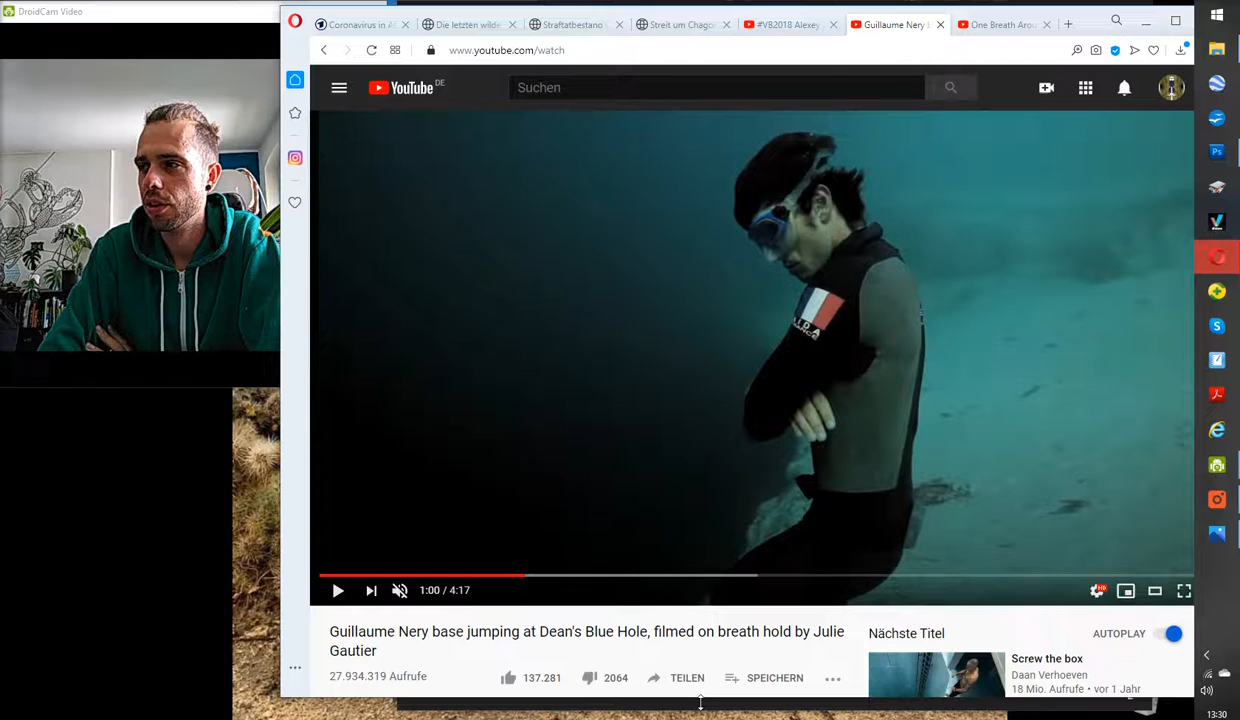 DroidCam Video
Coronavirus in A
Die letzten wilde
Straftatbestand
Streit um Chago
#VB2018 Alexey
Guillaume Nery
One Breath Arou
www.youtube.com/watch
YouTube DE
Suchen
1:00 / 4:17
HD
Guillaume Nery base jumping at Dean's Blue Hole, filmed on breath hold by Julie
Gautier
27.934.319 Aufrufe
137.281
2064
TEILEN
SPEICHERN
Nächste Titel
AUTOPLAY
Screw the box
Daan Verhoeven
18 Mio. Aufrufe • vor 1 Jahr
13:30